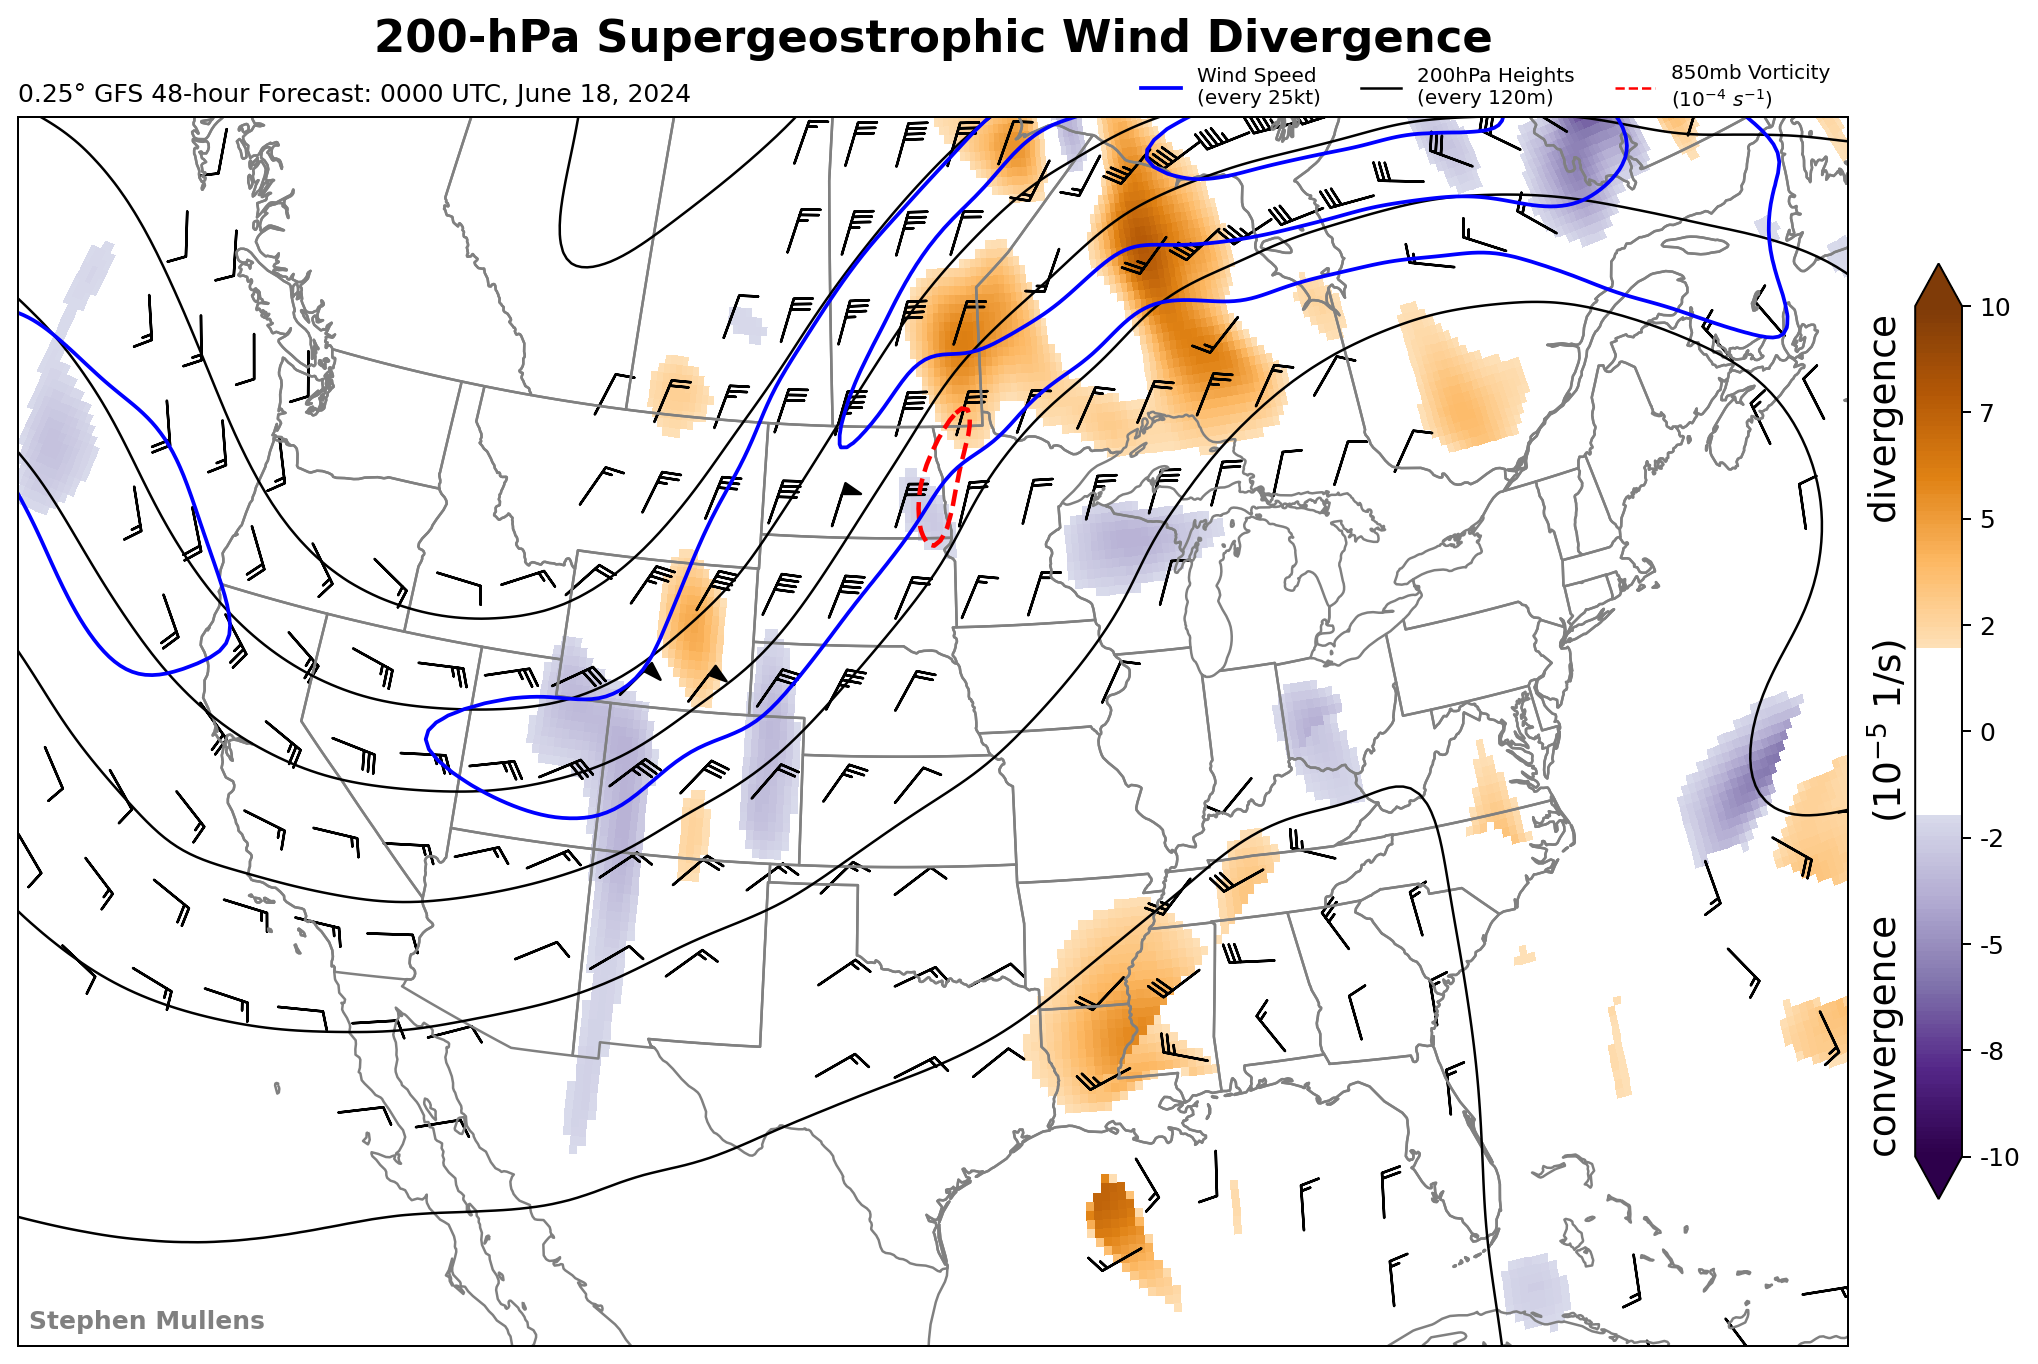 200-hPa Supergeostrophic Wind Divergence
0.25° GFS 48-hour Forecast: 0000 UTC, June 18, 2024
Wind Speed
(every 25kt)
200hPa Heights
(every 120m)
850mb Vorticity
(10⁻⁴ s⁻¹)
10
7
5
2
0
-2
-5
-8
-10
convergence (10⁻⁵ 1/s) divergence
Stephen Mullens